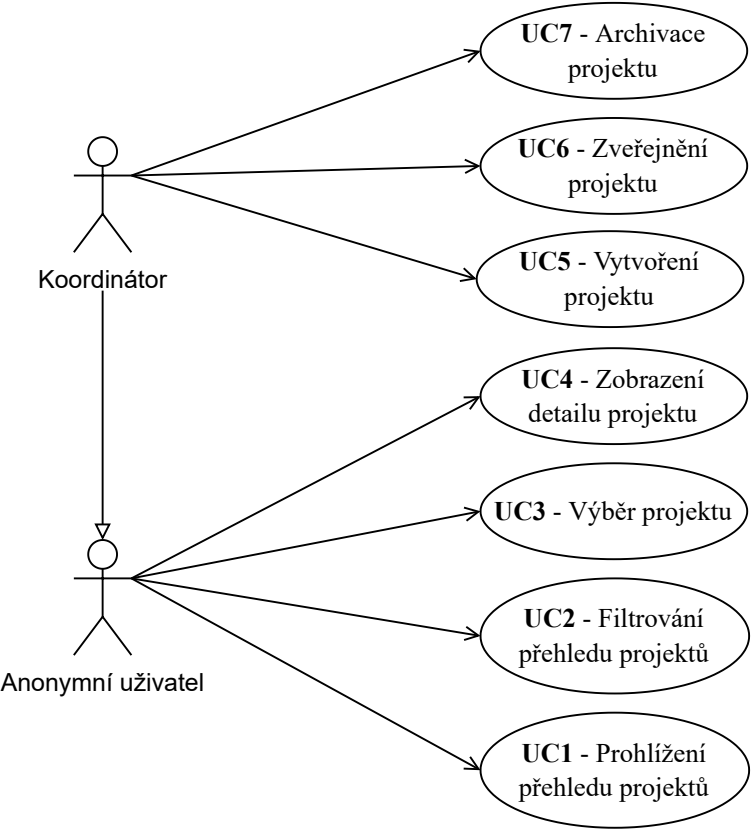 UC7 - Archivace
projektu
UC6 - Zveřejnění
projektu
Koordinátor
UC5 - Vytvoření
projektu
UC4 - Zobrazení
detailu projektu
UC3 - Výběr projektu
UC2 - Filtrování
přehledu projektů
Anonymní uživatel
UC1 - Prohlížení
přehledu projektů